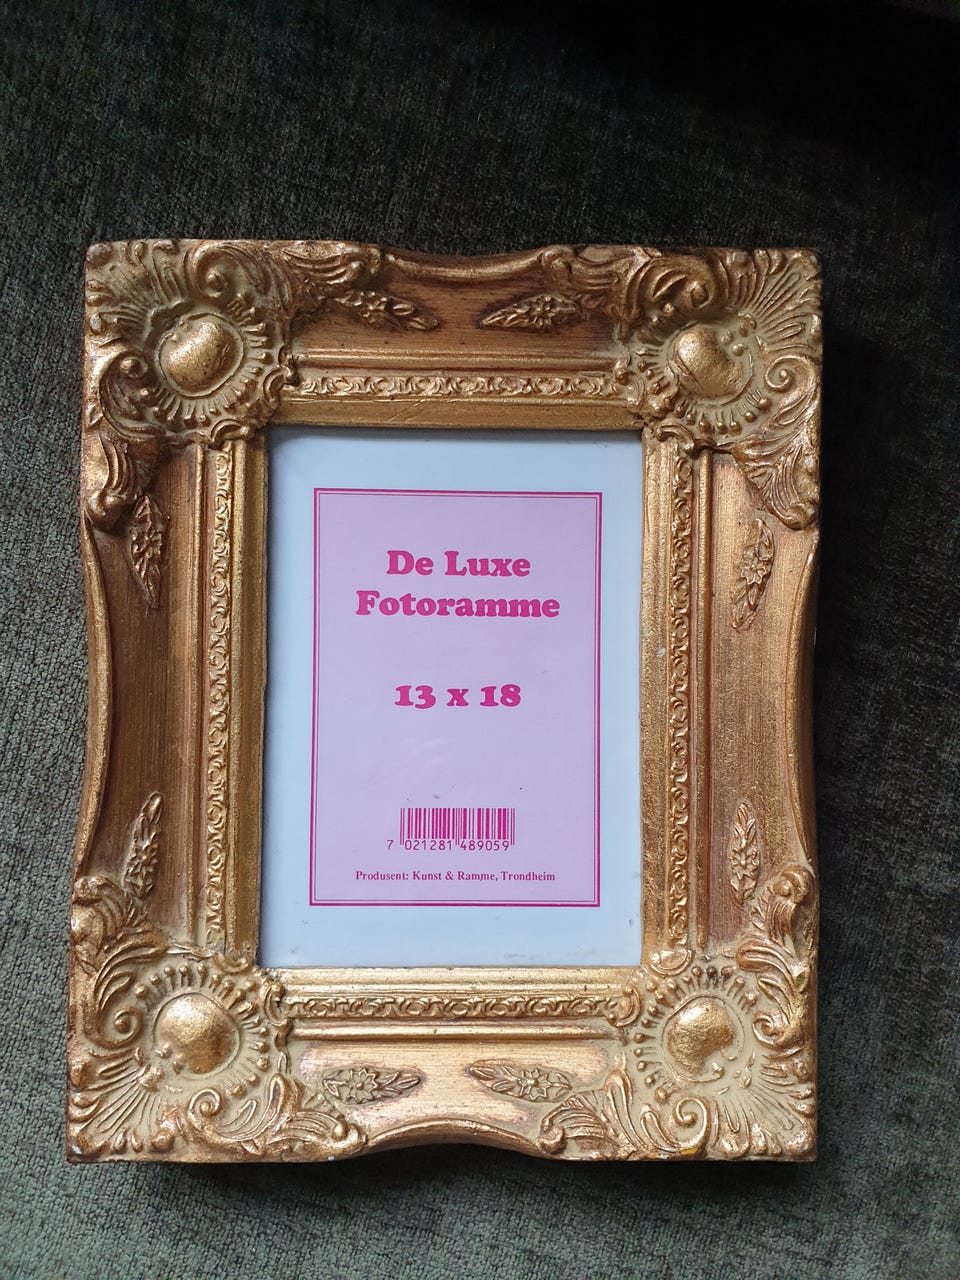 De Luxe
Fotoramme
13 x 18
7 021281 489059
Produsent: Kunst & Ramme, Trondheim